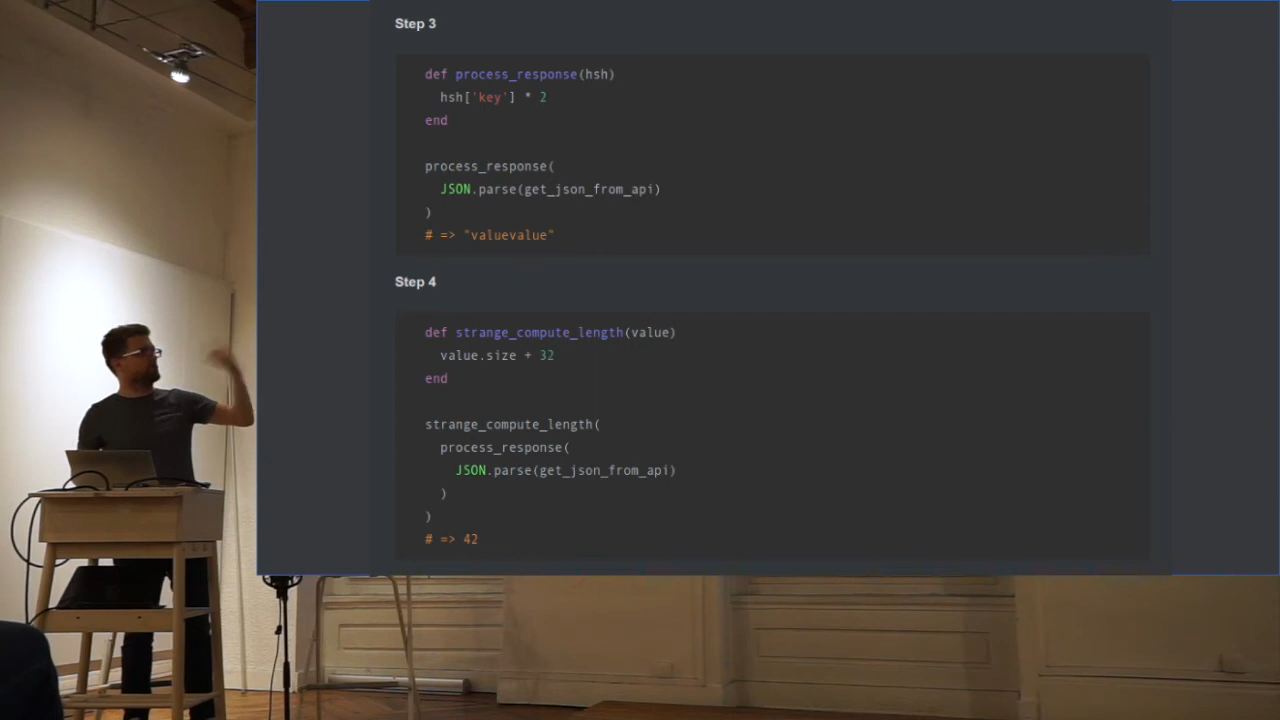 Step 3
def process_response(hsh)
  hsh['key'] * 2
end
process_response(
  JSON.parse(get_json_from_api)
)
# => "valuevalue"
Step 4
def strange_compute_length(value)
  value.size + 32
end
strange_compute_length(
  process_response(
    JSON.parse(get_json_from_api)
  )
)
# => 42